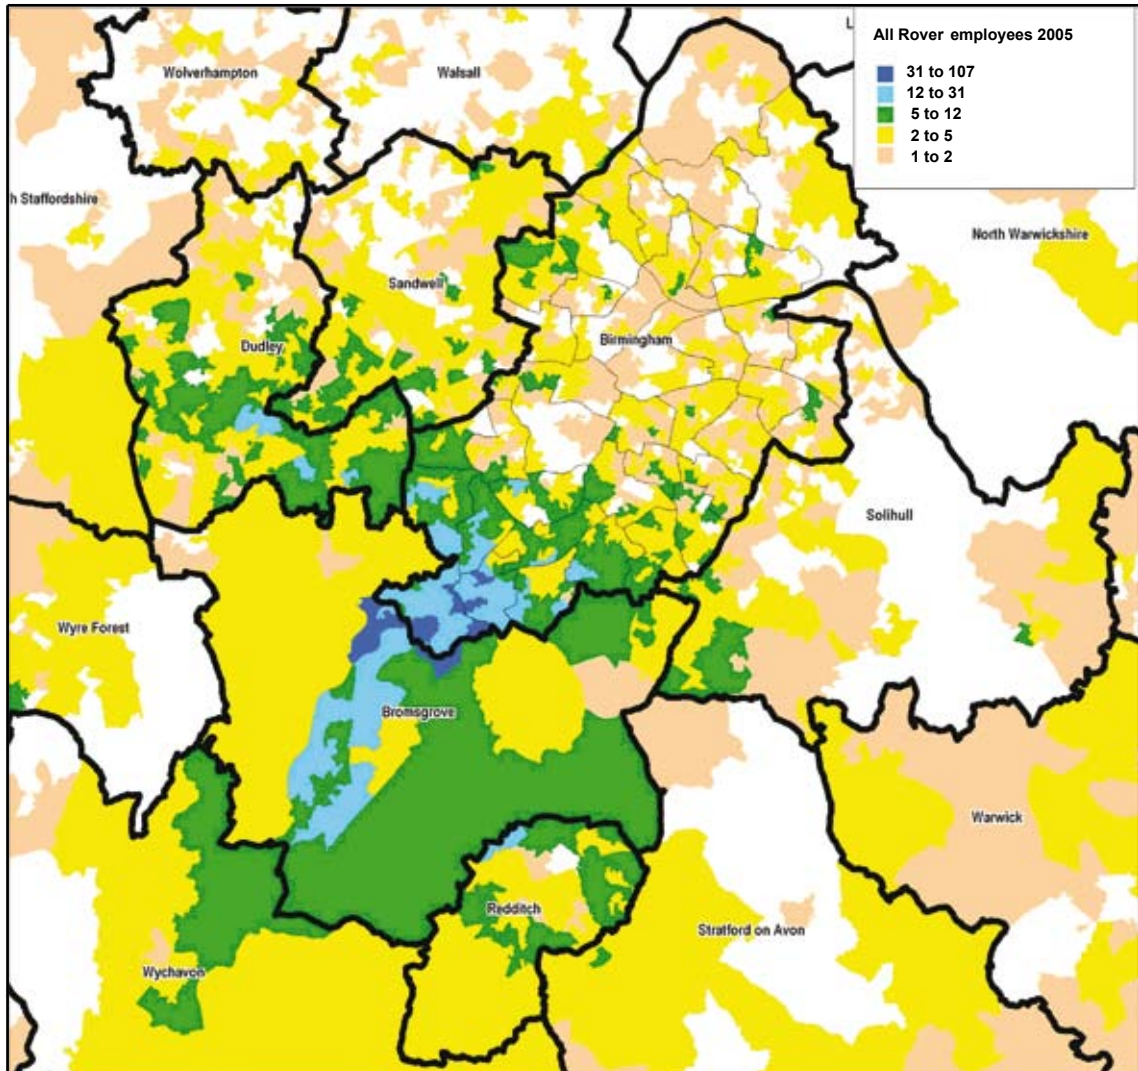 L
All Rover employees 2005
31 to 107
12 to 31
5 to 12
2 to 5
1 to 2
Wolverhampton
Walsall
h Staffordshire
North Warwickshire
Sandwell
Dudley
Birmingham
Solihull
Wyre Forest
Bromsgrove
Warwick
Redditch
Stratford on Avon
Wychavon